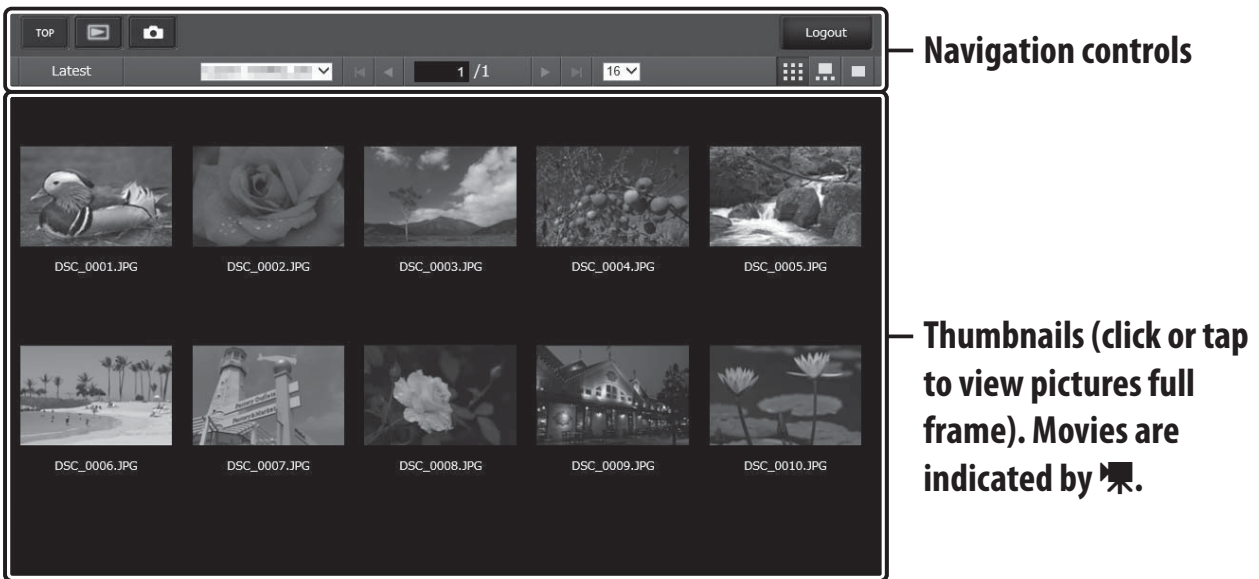 TOP
Logout
Navigation controls
Latest
1 /1
16
DSC_0001.JPG DSC_0002.JPG DSC_0003.JPG DSC_0004.JPG DSC_0005.JPG
Thumbnails (click or tap
to view pictures full
frame). Movies are
indicated by .
DSC_0006.JPG DSC_0007.JPG DSC_0008.JPG DSC_0009.JPG DSC_0010.JPG